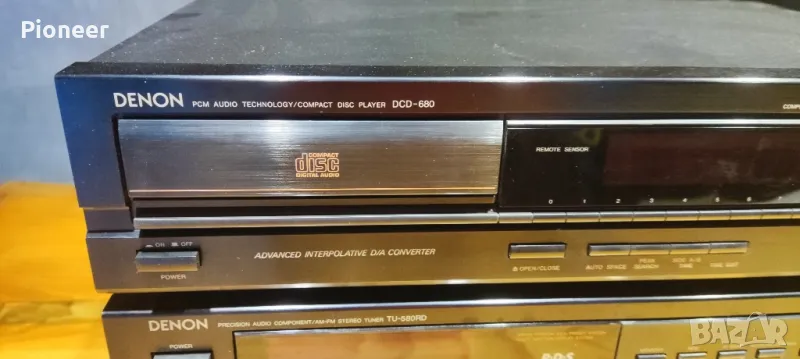 Pioneer
DENON PCM AUDIO TECHNOLOGY/COMPACT DISC PLAYER DCD-680
COMPACT
disc
DIGITAL AUDIO
REMOTE SENSOR
0 1 2 3 4 5 6
ON OFF
POWER
ADVANCED INTERPOLATIVE D/A CONVERTER
OPEN/CLOSE
AUTO SPACE
PEAK SEARCH
TIME
TIME EDIT
DENON PRECISION AUDIO COMPONENT/AM-FM STEREO TUNER TU-580RD
POWER
RDS
BAZAR
bg